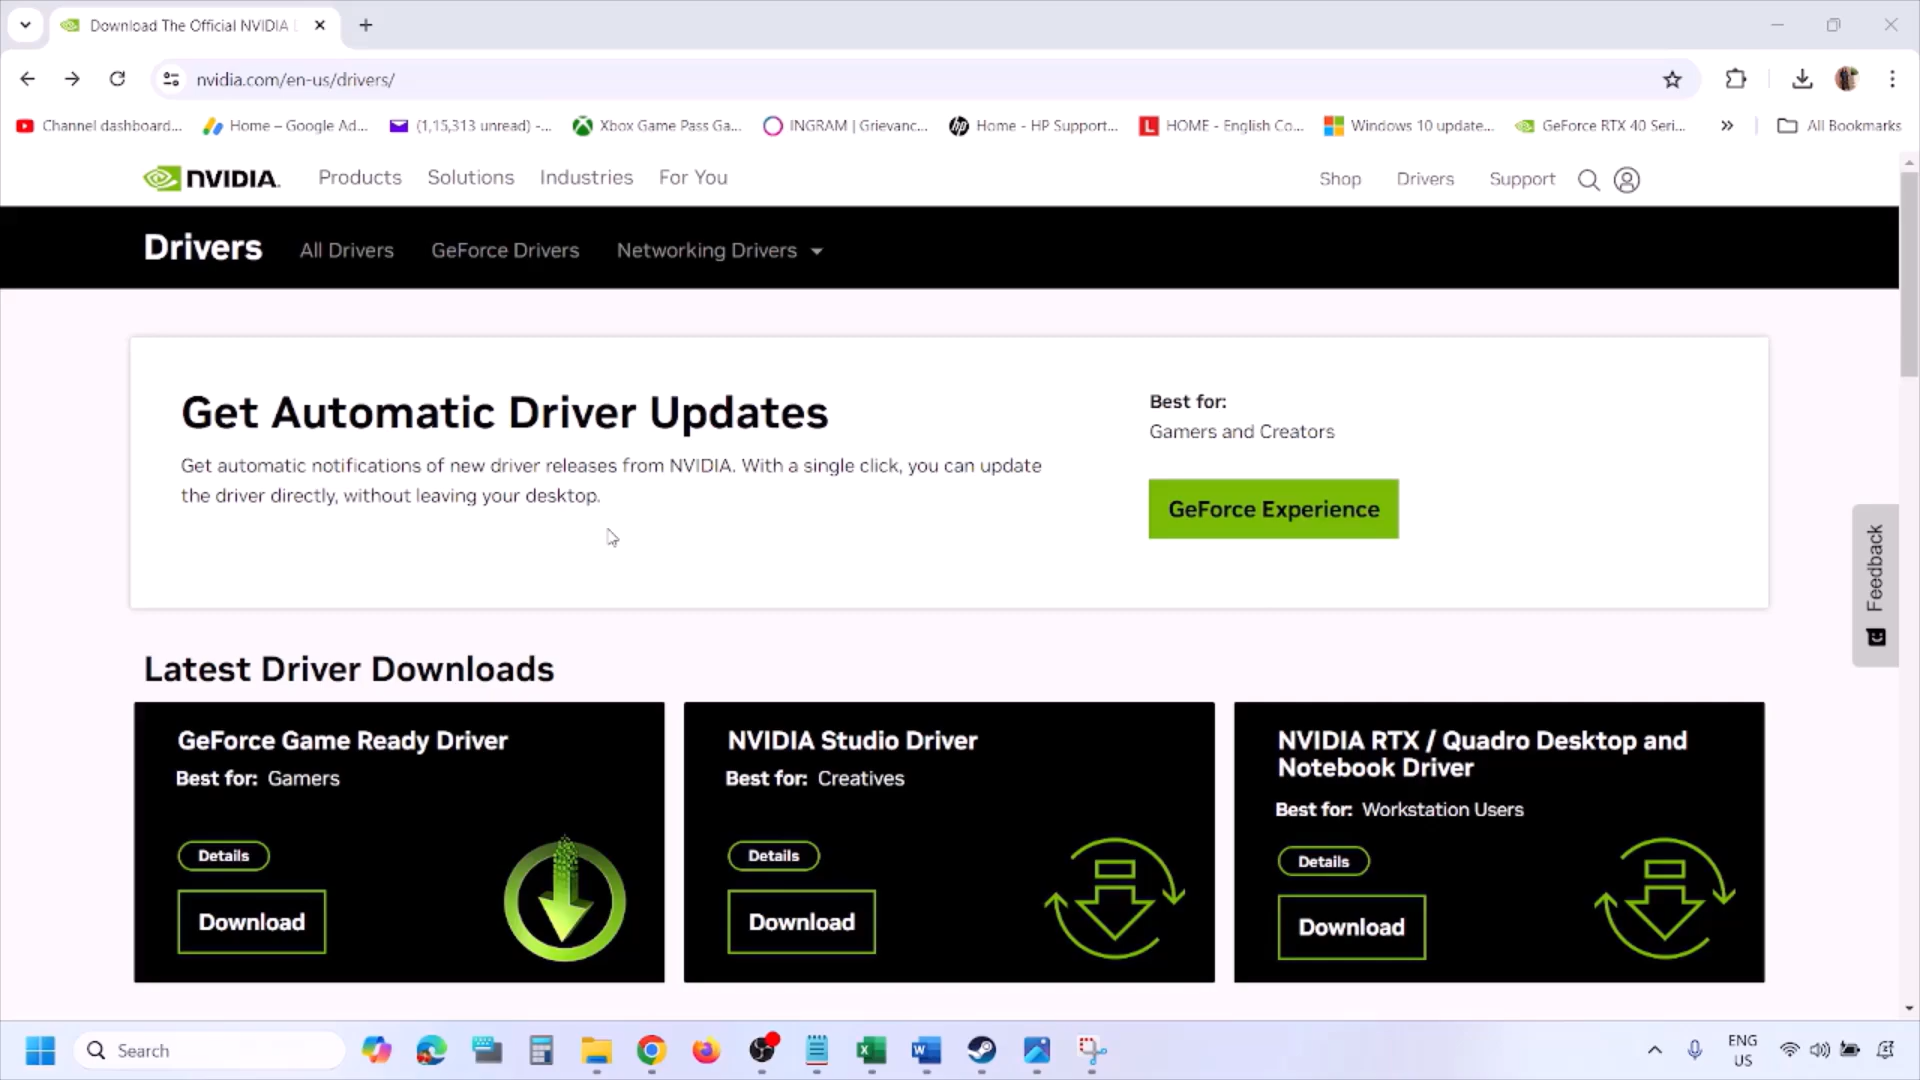 Download The Official NVIDIA
nvidia.com/en-us/drivers/
Channel dashboard...
Home – Google Ad...
(1,15,313 unread) -...
Xbox Game Pass Ga...
INGRAM | Grievanc...
Home - HP Support...
HOME - English Co...
Windows 10 update...
GeForce RTX 40 Seri...
All Bookmarks
NVIDIA.
Products
Solutions
Industries
For You
Shop
Drivers
Support
Drivers
All Drivers
GeForce Drivers
Networking Drivers
Get Automatic Driver Updates
Get automatic notifications of new driver releases from NVIDIA. With a single click, you can update
the driver directly, without leaving your desktop.
Best for:
Gamers and Creators
GeForce Experience
Feedback
Latest Driver Downloads
GeForce Game Ready Driver
Best for: Gamers
Details
Download
NVIDIA Studio Driver
Best for: Creatives
Details
Download
NVIDIA RTX / Quadro Desktop and
Notebook Driver
Best for: Workstation Users
Details
Download
Search
ENG
US